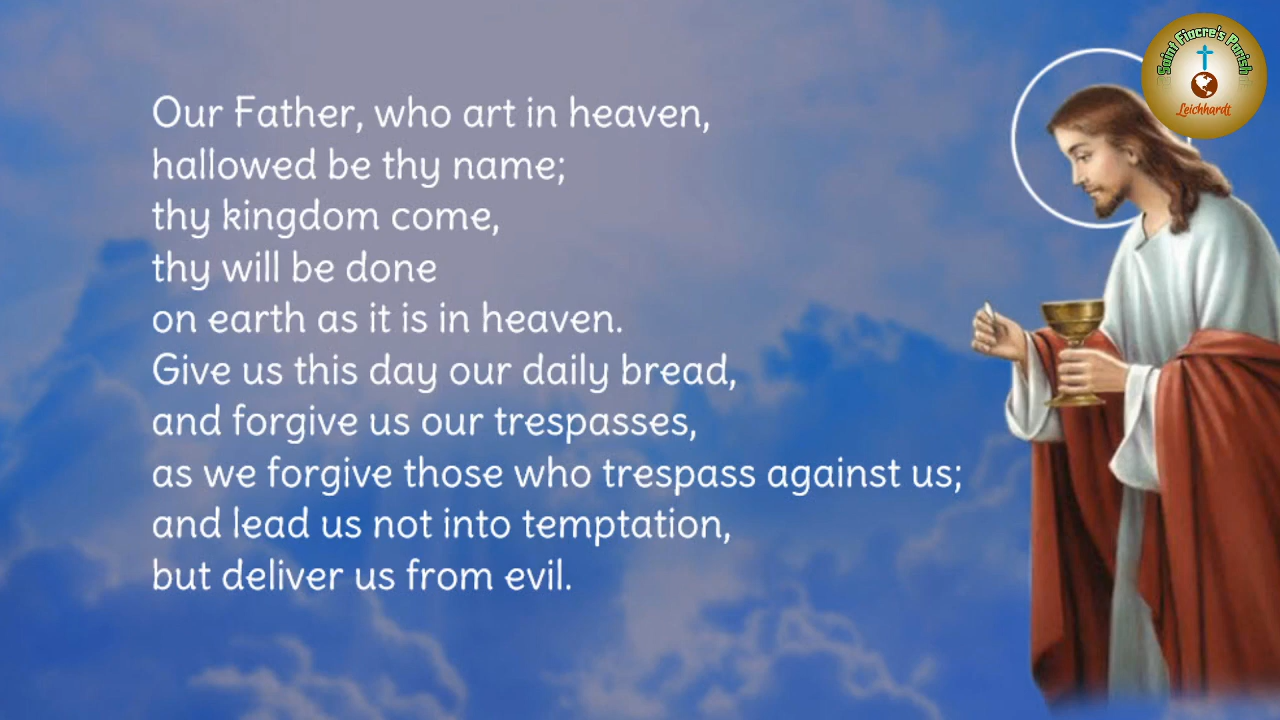 Our Father, who art in heaven,
hallowed be thy name;
thy kingdom come,
thy will be done
on earth as it is in heaven.
Give us this day our daily bread,
and forgive us our trespasses,
as we forgive those who trespass against us;
and lead us not into temptation,
but deliver us from evil.
Saint Fiacre's Parish
Leichhardt